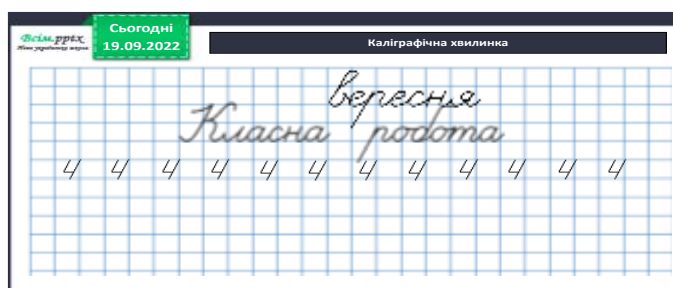 Всім.pptx
Нова українська школа
Сьогодні
19.09.2022
Каліграфічна хвилинка
вересня
Класна робота
4 4 4 4 4 4 4 4 4 4 4 4